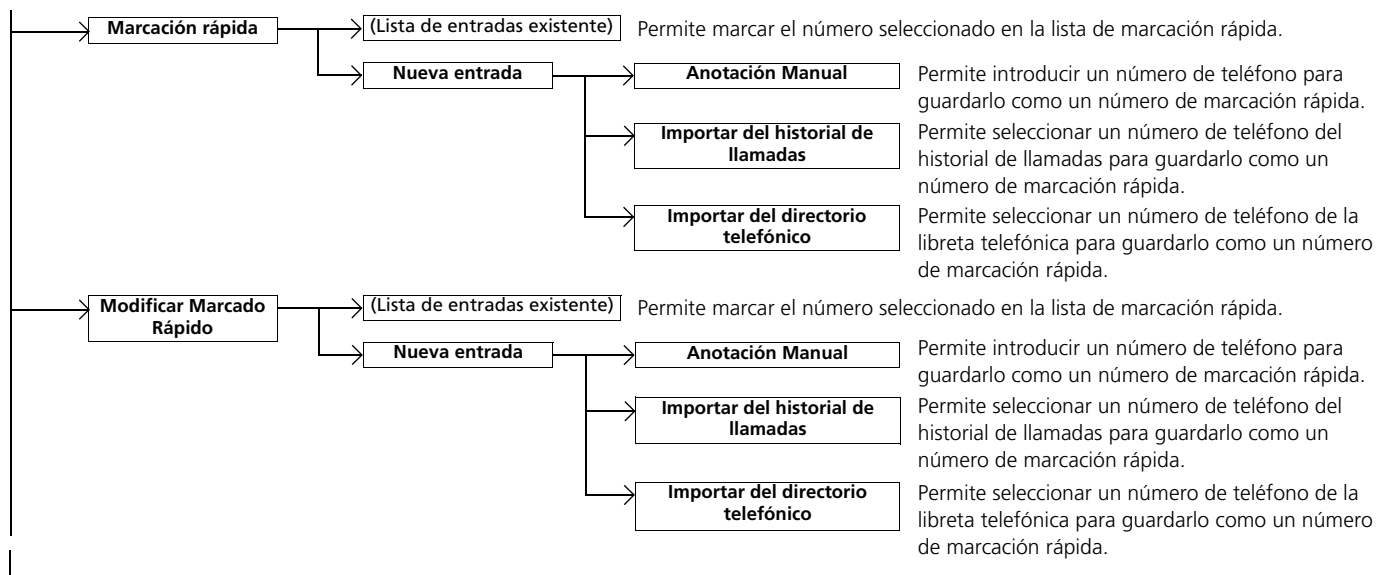 Marcación rápida
(Lista de entradas existente)
Permite marcar el número seleccionado en la lista de marcación rápida.
Nueva entrada
Anotación Manual
Permite introducir un número de teléfono para
guardarlo como un número de marcación rápida.
Importar del historial de
llamadas
Permite seleccionar un número de teléfono del
historial de llamadas para guardarlo como un
número de marcación rápida.
Importar del directorio
telefónico
Permite seleccionar un número de teléfono de la
libreta telefónica para guardarlo como un número
de marcación rápida.
Modificar Marcado
Rápido
(Lista de entradas existente)
Permite marcar el número seleccionado en la lista de marcación rápida.
Nueva entrada
Anotación Manual
Permite introducir un número de teléfono para
guardarlo como un número de marcación rápida.
Importar del historial de
llamadas
Permite seleccionar un número de teléfono del
historial de llamadas para guardarlo como un
número de marcación rápida.
Importar del directorio
telefónico
Permite seleccionar un número de teléfono de la
libreta telefónica para guardarlo como un número
de marcación rápida.